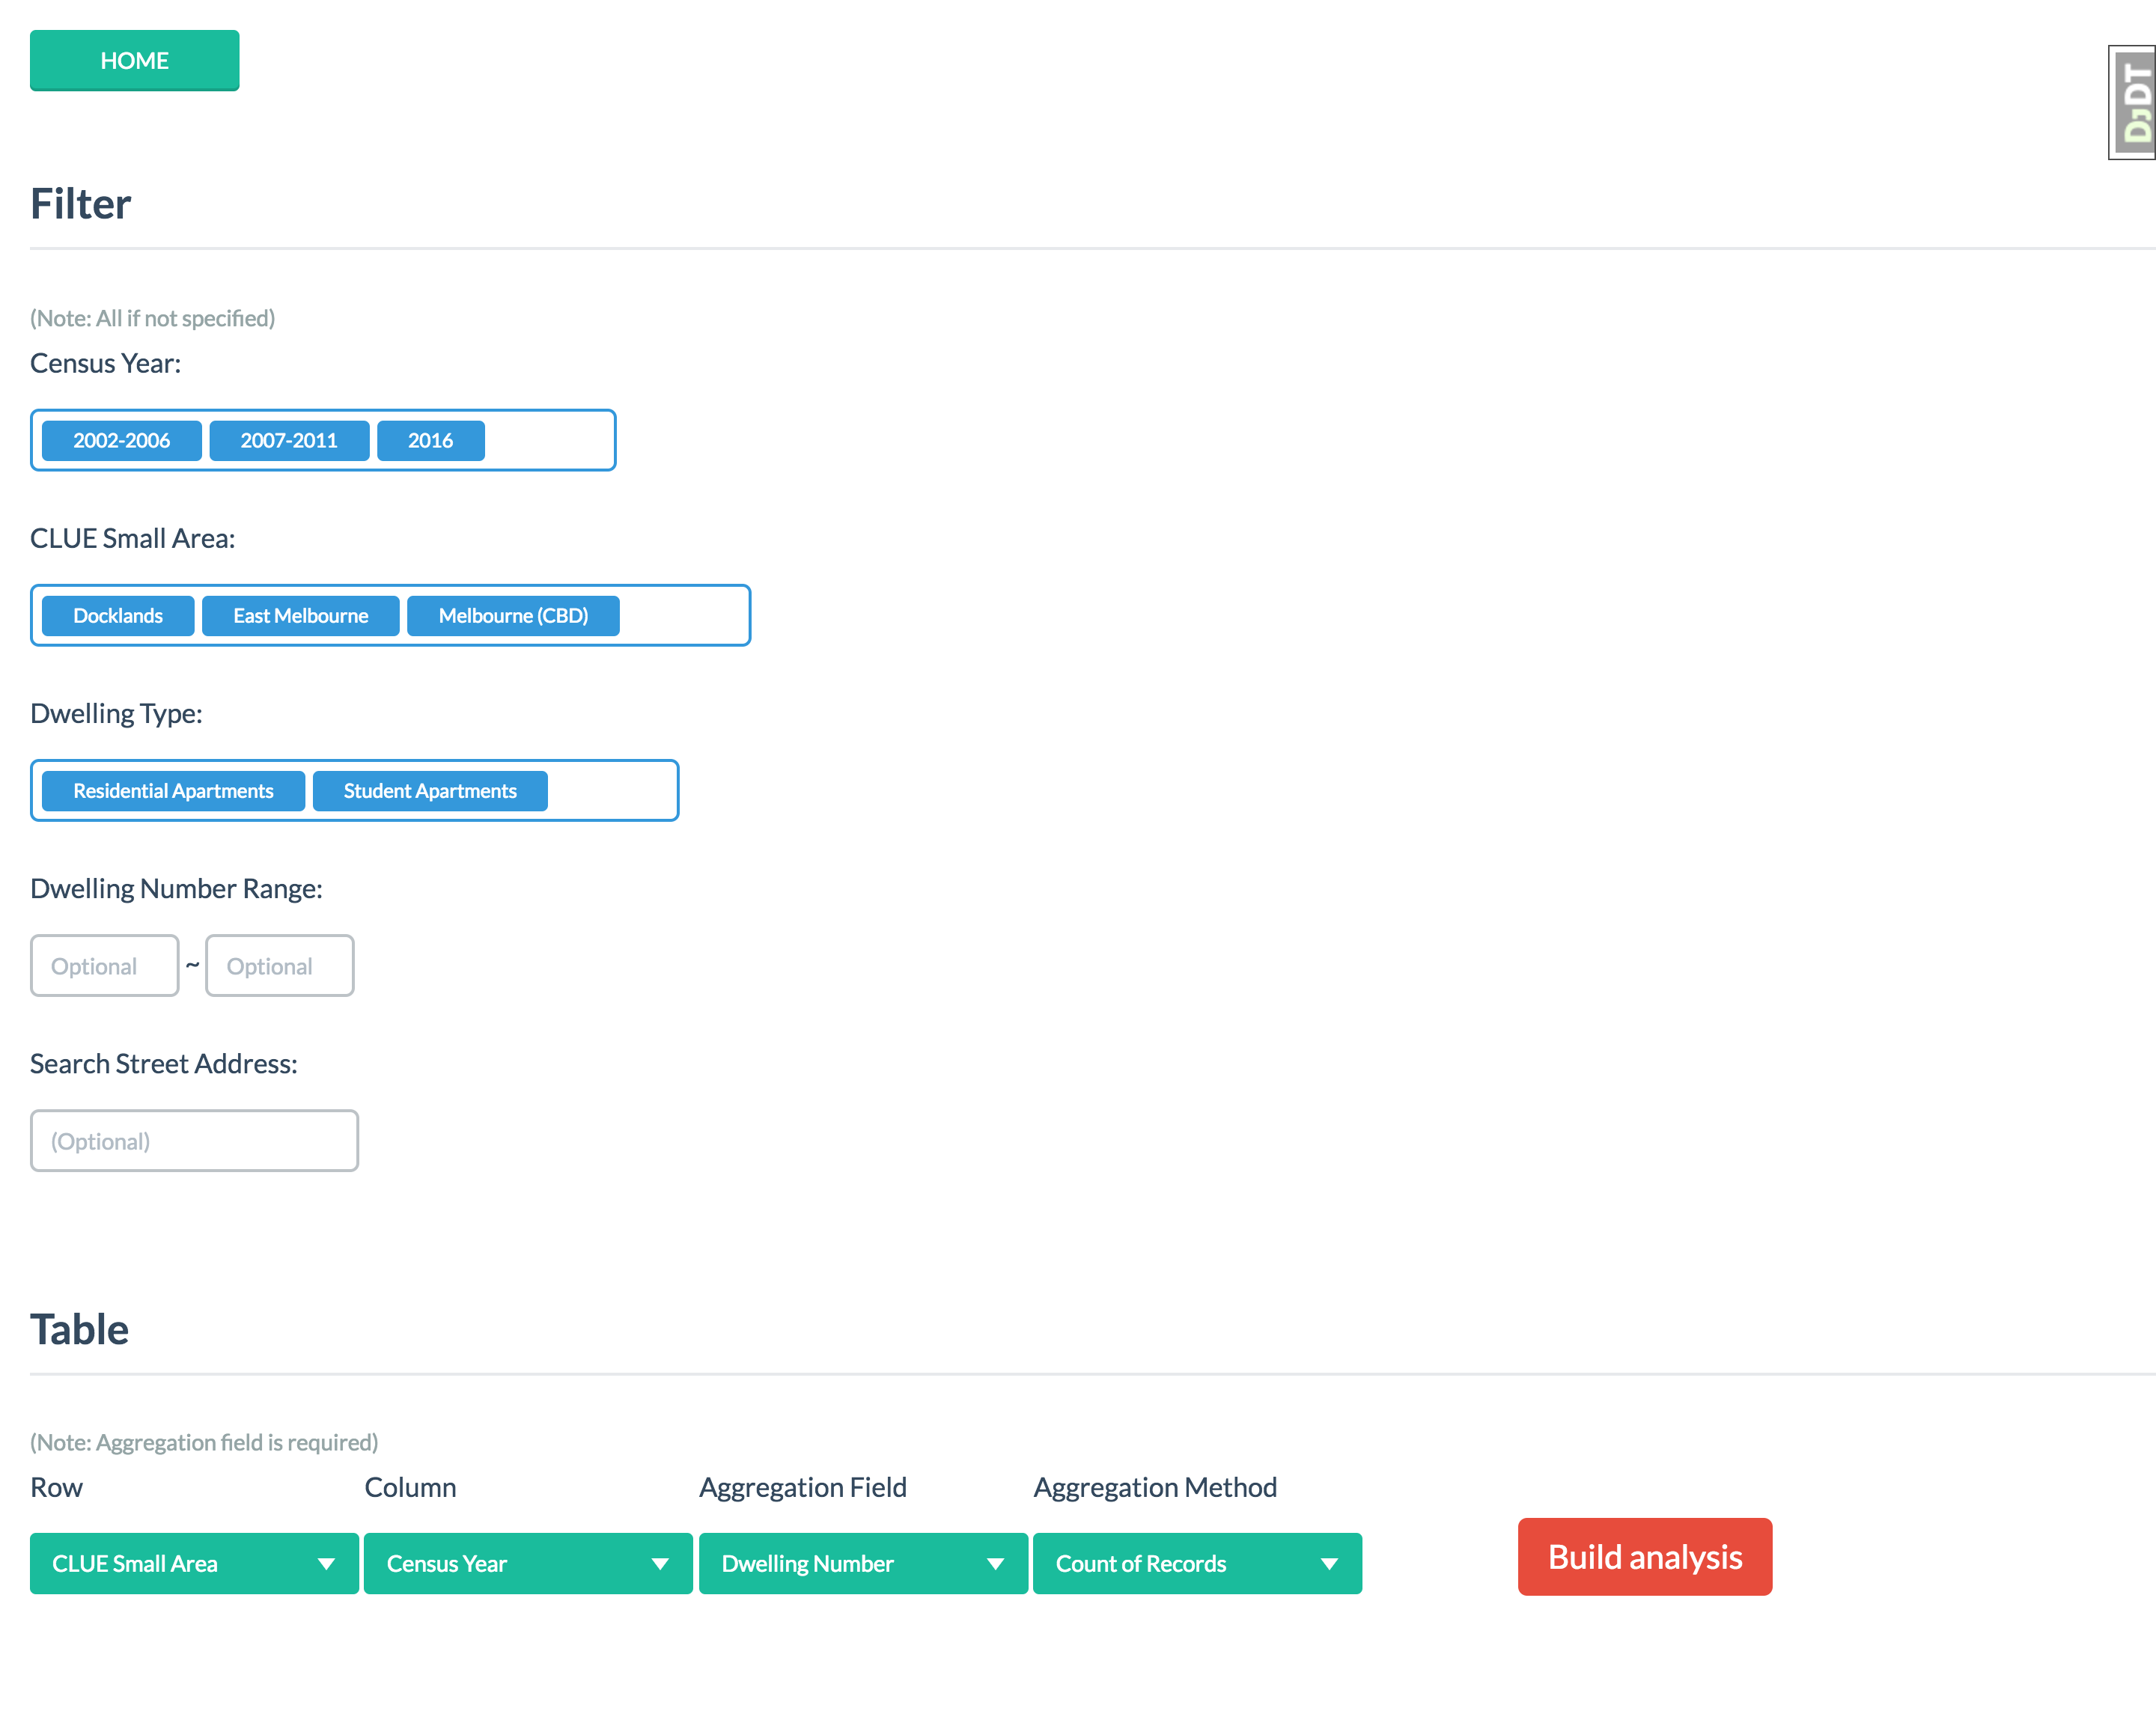 HOME
DjDT
Filter
(Note: All if not specified)
Census Year:
2002-2006 2007-2011 2016
CLUE Small Area:
Docklands East Melbourne Melbourne (CBD)
Dwelling Type:
Residential Apartments Student Apartments
Dwelling Number Range:
Optional ~ Optional
Search Street Address:
(Optional)
Table
(Note: Aggregation field is required)
Row Column Aggregation Field Aggregation Method
CLUE Small Area Census Year Dwelling Number Count of Records Build analysis